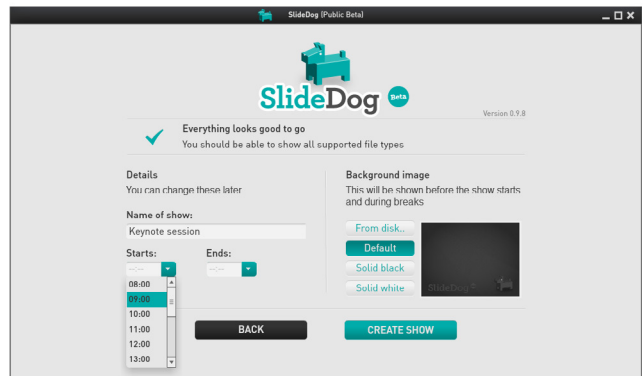 SlideDog (Public Beta)
SlideDog Beta
Version 0.9.8
Everything looks good to go
You should be able to show all supported file types
Details
You can change these later
Name of show:
Keynote session
Starts:
Ends:
--:--
--:--
08:00
09:00
10:00
11:00
12:00
13:00
Background image
This will be shown before the show starts
and during breaks
From disk..
Default
Solid black
Solid white
SlideDog
BACK
CREATE SHOW